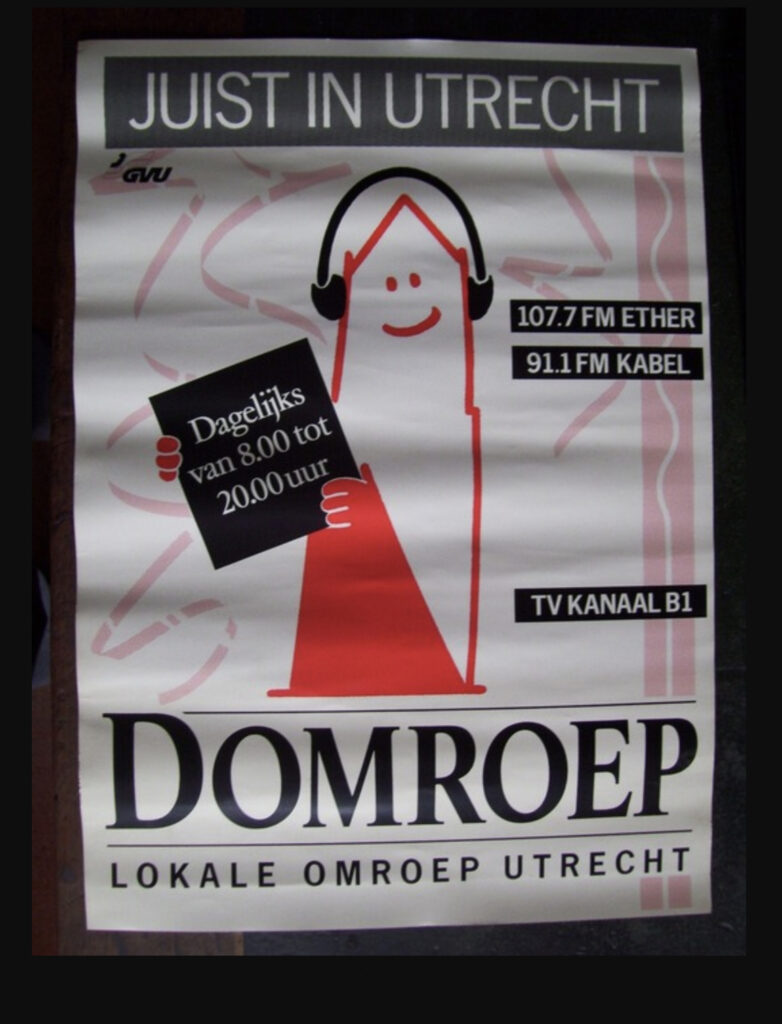 JUIST IN UTRECHT
GVU
107.7 FM ETHER
91.1 FM KABEL
Dagelijks
van 8.00 tot
20.00 uur
TV KANAAL B1
DOMROEP
LOKALE OMROEP UTRECHT